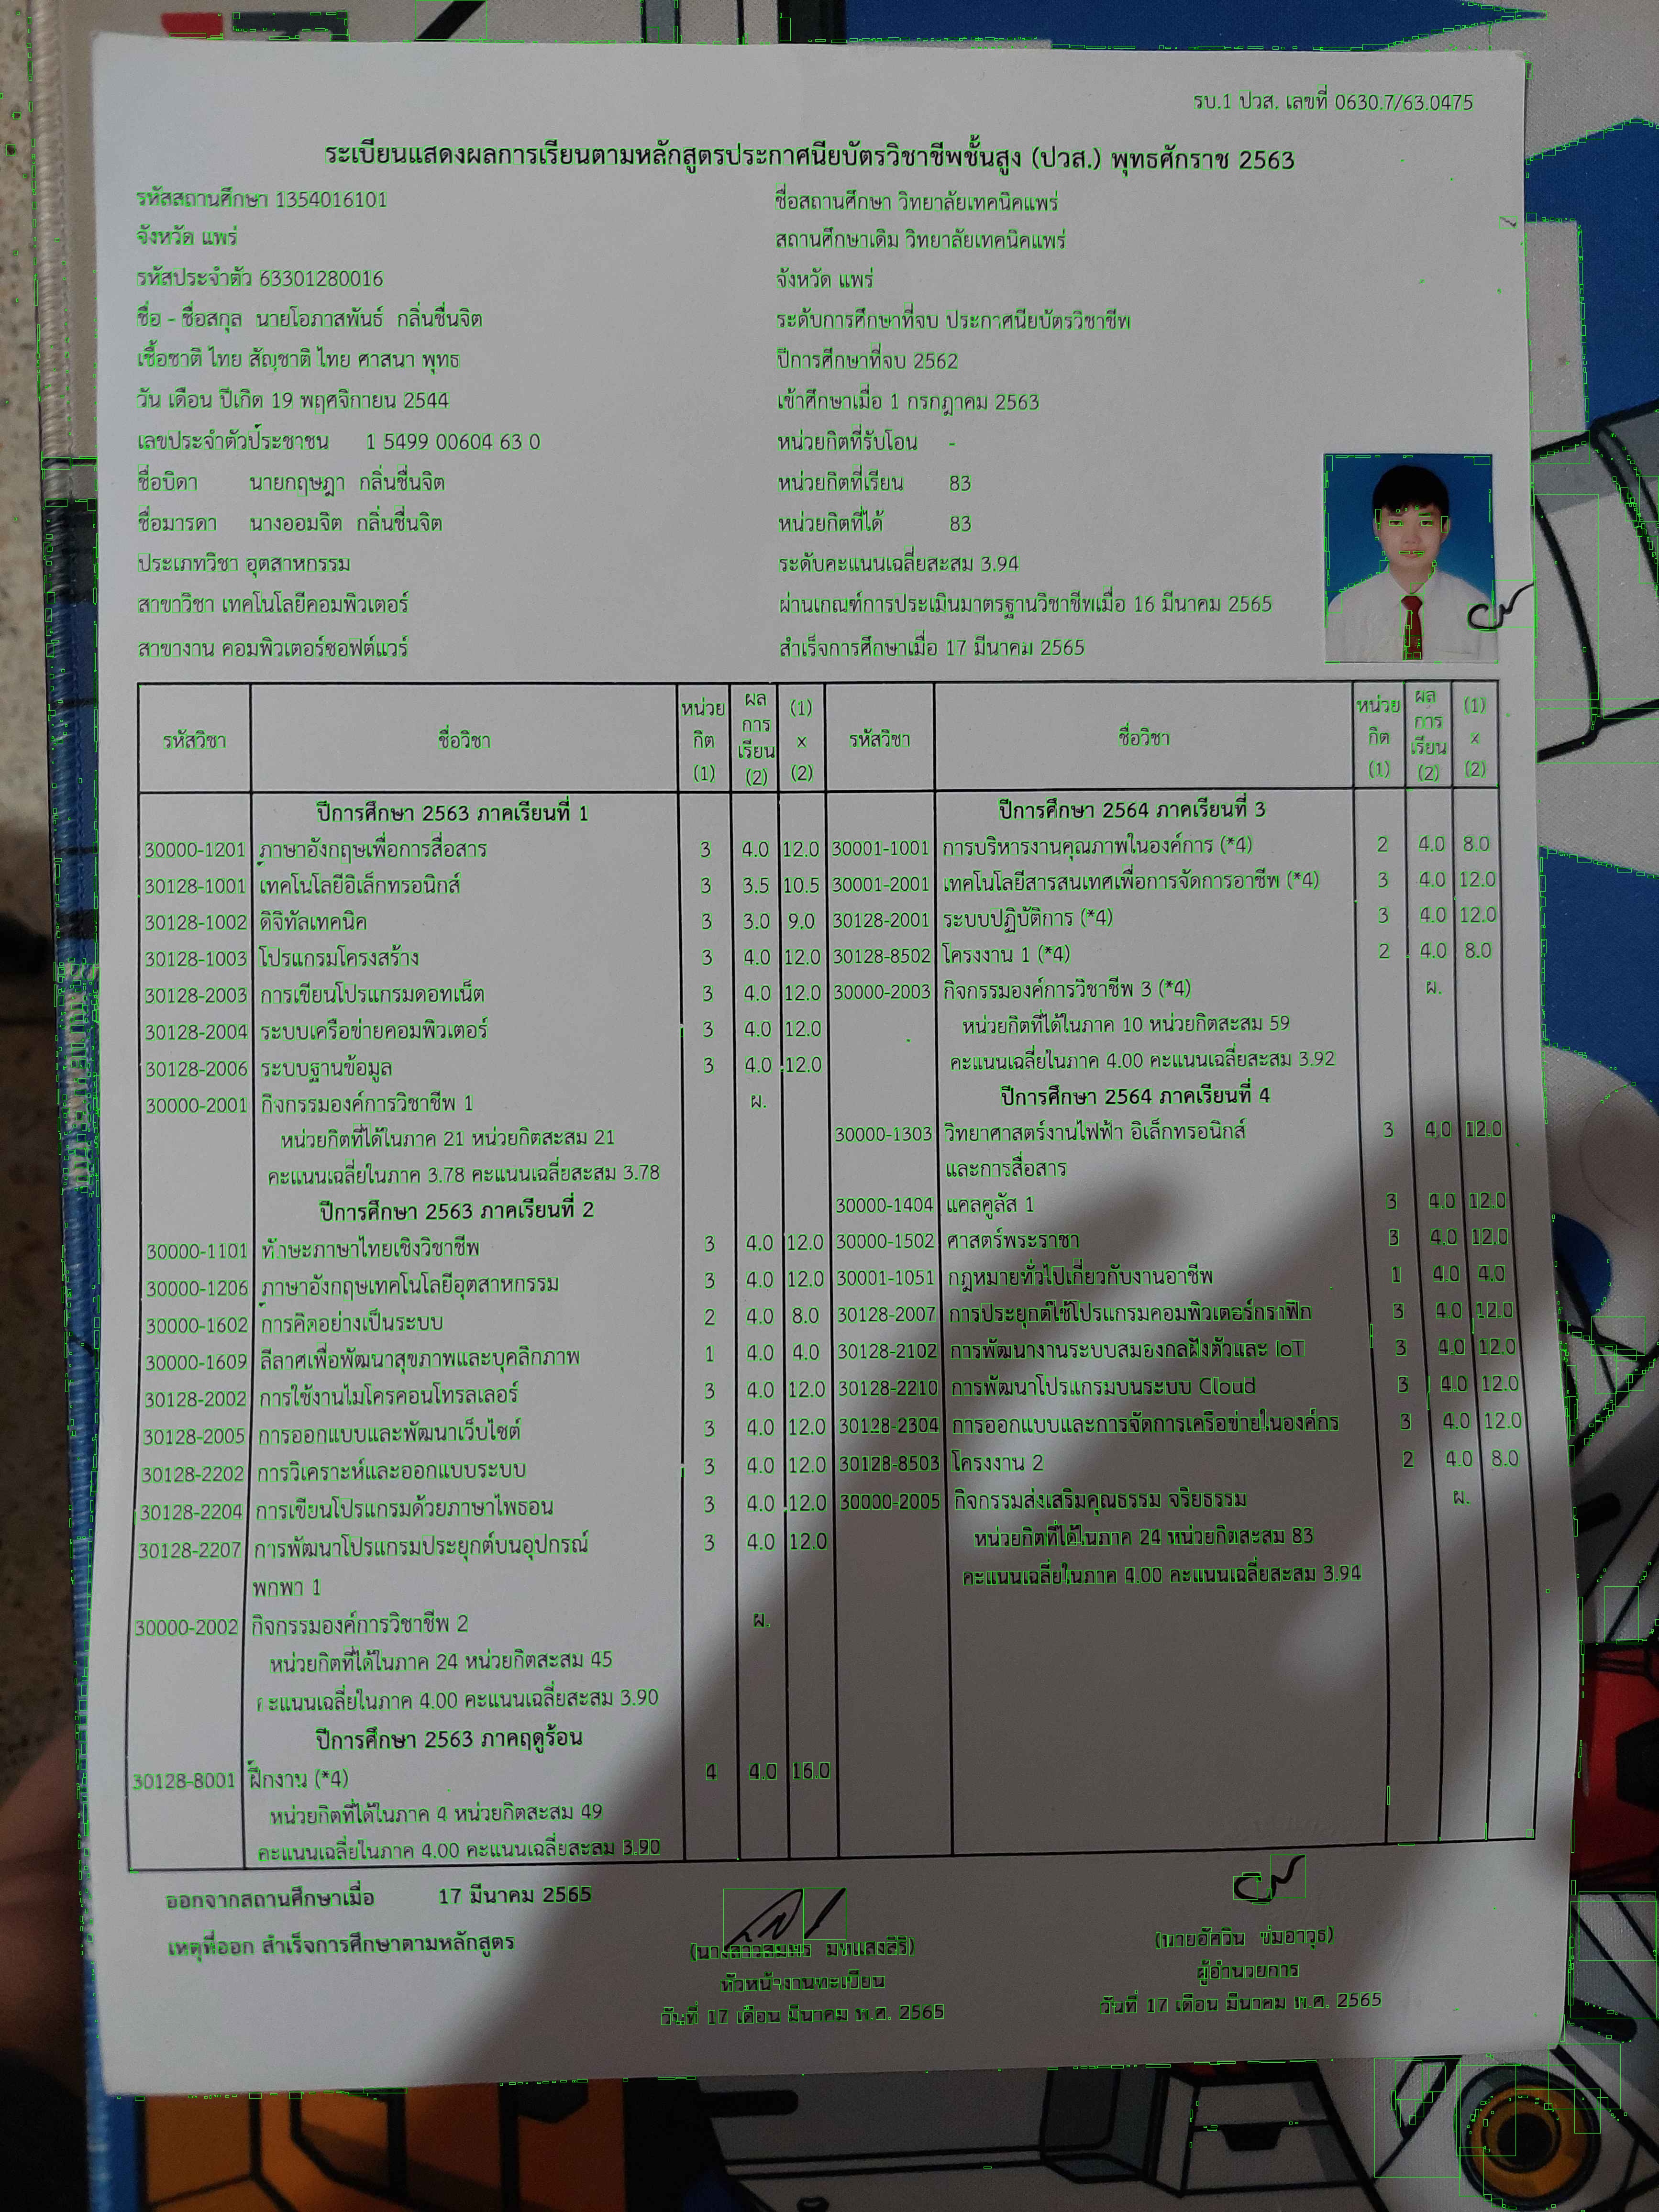 รบ.1 ปวส. เลขที่ 0630.7/63.0475
ระเบียนแสดงผลการเรียนตามหลักสูตรประกาศนียบัตรวิชาชีพชั้นสูง (ปวส.) พุทธศักราช 2563
รหัสสถานศึกษา 1354016101
จังหวัด แพร่
รหัสประจำตัว 63301280016
ชื่อ - ชื่อสกุล นายโอภาสพันธ์ กลิ่นชื่นจิต
เชื้อชาติ ไทย สัญชาติ ไทย ศาสนา พุทธ
วัน เดือน ปีเกิด 19 พฤศจิกายน 2544
เลขประจำตัวประชาชน 1 5499 00604 63 0
ชื่อบิดา นายกฤษฎา กลิ่นชื่นจิต
ชื่อมารดา นางออมจิต กลิ่นชื่นจิต
ประเภทวิชา อุตสาหกรรม
สาขาวิชา เทคโนโลยีคอมพิวเตอร์
สาขางาน คอมพิวเตอร์ซอฟต์แวร์
ชื่อสถานศึกษา วิทยาลัยเทคนิคแพร่
สถานศึกษาเดิม วิทยาลัยเทคนิคแพร่
จังหวัด แพร่
ระดับการศึกษาที่จบ ประกาศนียบัตรวิชาชีพ
ปีการศึกษาที่จบ 2562
เข้าศึกษาเมื่อ 1 กรกฎาคม 2563
หน่วยกิตที่รับโอน -
หน่วยกิตที่เรียน 83
หน่วยกิตที่ได้ 83
ระดับคะแนนเฉลี่ยสะสม 3.94
ผ่านเกณฑ์การประเมินมาตรฐานวิชาชีพเมื่อ 16 มีนาคม 2565
สำเร็จการศึกษาเมื่อ 17 มีนาคม 2565
รหัสวิชา ชื่อวิชา หน่วยกิต (1) ผลการเรียน (2) (1) x (2)
ปีการศึกษา 2563 ภาคเรียนที่ 1
30000-1201 ภาษาอังกฤษเพื่อการสื่อสาร 3 4.0 12.0
30128-1001 เทคโนโลยีอิเล็กทรอนิกส์ 3 3.5 10.5
30128-1002 ดิจิทัลเทคนิค 3 3.0 9.0
30128-1003 โปรแกรมโครงสร้าง 3 4.0 12.0
30128-2003 การเขียนโปรแกรมดอทเน็ต 3 4.0 12.0
30128-2004 ระบบเครือข่ายคอมพิวเตอร์ 3 4.0 12.0
30128-2006 ระบบฐานข้อมูล 3 4.0 12.0
30000-2001 กิจกรรมองค์การวิชาชีพ 1 ผ.
หน่วยกิตที่ได้ในภาค 21 หน่วยกิตสะสม 21
คะแนนเฉลี่ยในภาค 3.78 คะแนนเฉลี่ยสะสม 3.78
ปีการศึกษา 2563 ภาคเรียนที่ 2
30000-1101 ทักษะภาษาไทยเชิงวิชาชีพ 3 4.0 12.0
30000-1206 ภาษาอังกฤษเทคโนโลยีอุตสาหกรรม 3 4.0 12.0
30000-1602 การคิดอย่างเป็นระบบ 2 4.0 8.0
30000-1609 ลีลาศเพื่อพัฒนาสุขภาพและบุคลิกภาพ 1 4.0 4.0
30128-2002 การใช้งานไมโครคอนโทรลเลอร์ 3 4.0 12.0
30128-2005 การออกแบบและพัฒนาเว็บไซต์ 3 4.0 12.0
30128-2202 การวิเคราะห์และออกแบบระบบ 3 4.0 12.0
30128-2204 การเขียนโปรแกรมด้วยภาษาไพธอน 3 4.0 12.0
30128-2207 การพัฒนาโปรแกรมประยุกต์บนอุปกรณ์ 3 4.0 12.0
พกพา 1
30000-2002 กิจกรรมองค์การวิชาชีพ 2 ผ.
หน่วยกิตที่ได้ในภาค 24 หน่วยกิตสะสม 45
คะแนนเฉลี่ยในภาค 4.00 คะแนนเฉลี่ยสะสม 3.90
ปีการศึกษา 2563 ภาคฤดูร้อน
30128-8001 ฝึกงาน (*4) 4 4.0 16.0
หน่วยกิตที่ได้ในภาค 4 หน่วยกิตสะสม 49
คะแนนเฉลี่ยในภาค 4.00 คะแนนเฉลี่ยสะสม 3.90
รหัสวิชา ชื่อวิชา หน่วยกิต (1) ผลการเรียน (2) (1) x (2)
ปีการศึกษา 2564 ภาคเรียนที่ 3
30001-1001 การบริหารงานคุณภาพในองค์การ (*4) 2 4.0 8.0
30001-2001 เทคโนโลยีสารสนเทศเพื่อการจัดการอาชีพ (*4) 3 4.0 12.0
30128-2001 ระบบปฏิบัติการ (*4) 3 4.0 12.0
30128-8502 โครงงาน 1 (*4) 2 4.0 8.0
30000-2003 กิจกรรมองค์การวิชาชีพ 3 (*4) ผ.
หน่วยกิตที่ได้ในภาค 10 หน่วยกิตสะสม 59
คะแนนเฉลี่ยในภาค 4.00 คะแนนเฉลี่ยสะสม 3.92
ปีการศึกษา 2564 ภาคเรียนที่ 4
30000-1303 วิทยาศาสตร์งานไฟฟ้า อิเล็กทรอนิกส์ 3 4.0 12.0
และการสื่อสาร
30000-1404 แคลคูลัส 1 3 4.0 12.0
30000-1502 ศาสตร์พระราชา 3 4.0 12.0
30001-1051 กฎหมายทั่วไปเกี่ยวกับงานอาชีพ 1 4.0 4.0
30128-2007 การประยุกต์ใช้โปรแกรมคอมพิวเตอร์กราฟิก 3 4.0 12.0
30128-2102 การพัฒนางานระบบสมองกลฝังตัวและ IoT 3 4.0 12.0
30128-2210 การพัฒนาโปรแกรมบนระบบ Cloud 3 4.0 12.0
30128-2304 การออกแบบและการจัดการเครือข่ายในองค์กร 3 4.0 12.0
30128-8503 โครงงาน 2 2 4.0 8.0
30000-2005 กิจกรรมส่งเสริมคุณธรรม จริยธรรม ผ.
หน่วยกิตที่ได้ในภาค 24 หน่วยกิตสะสม 83
คะแนนเฉลี่ยในภาค 4.00 คะแนนเฉลี่ยสะสม 3.94
ออกจากสถานศึกษาเมื่อ 17 มีนาคม 2565
เหตุที่ออก สำเร็จการศึกษาตามหลักสูตร
มหแสงสิริ)
หัวหน้างานทะเบียน
วันที่ 17 เดือน มีนาคม พ.ศ. 2565
(นายอัศวิน ข่มอาวุธ)
ผู้อำนวยการ
วันที่ 17 เดือน มีนาคม พ.ศ. 2565